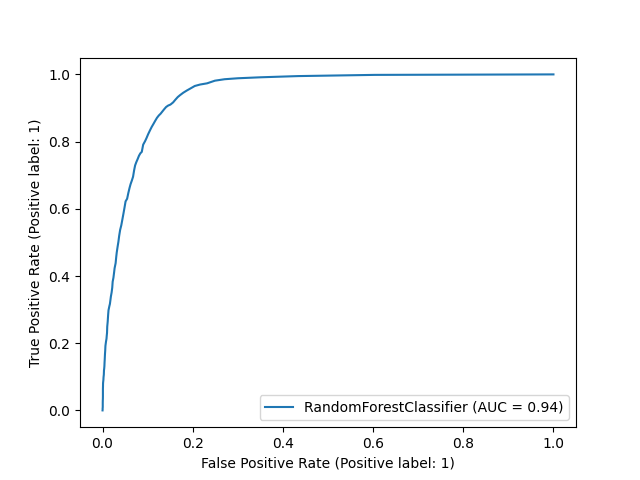 1.0
0.8
0.6
0.4
0.2
0.0
True Positive Rate (Positive label: 1)
RandomForestClassifier (AUC = 0.94)
0.0 0.2 0.4 0.6 0.8 1.0
False Positive Rate (Positive label: 1)